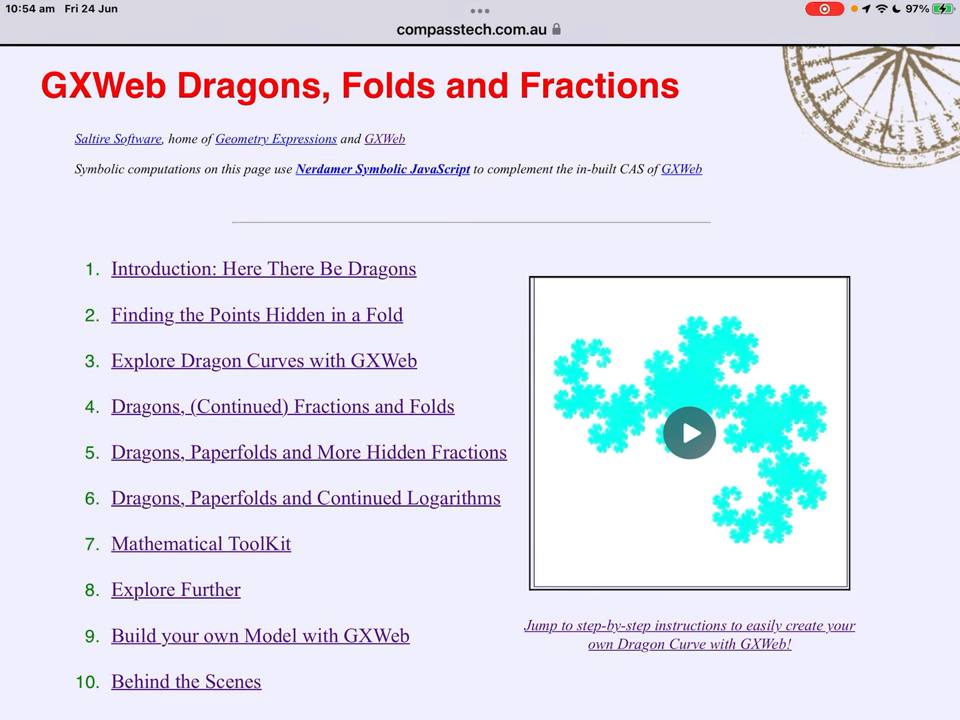 10:54 am Fri 24 Jun
97%
compasstech.com.au
GXWeb Dragons, Folds and Fractions
Saltire Software, home of Geometry Expressions and GXWeb
Symbolic computations on this page use Nerdamer Symbolic JavaScript to complement the in-built CAS of GXWeb
1. Introduction: Here There Be Dragons
2. Finding the Points Hidden in a Fold
3. Explore Dragon Curves with GXWeb
4. Dragons, (Continued) Fractions and Folds
5. Dragons, Paperfolds and More Hidden Fractions
6. Dragons, Paperfolds and Continued Logarithms
7. Mathematical ToolKit
8. Explore Further
9. Build your own Model with GXWeb
10. Behind the Scenes
Jump to step-by-step instructions to easily create your
own Dragon Curve with GXWeb!